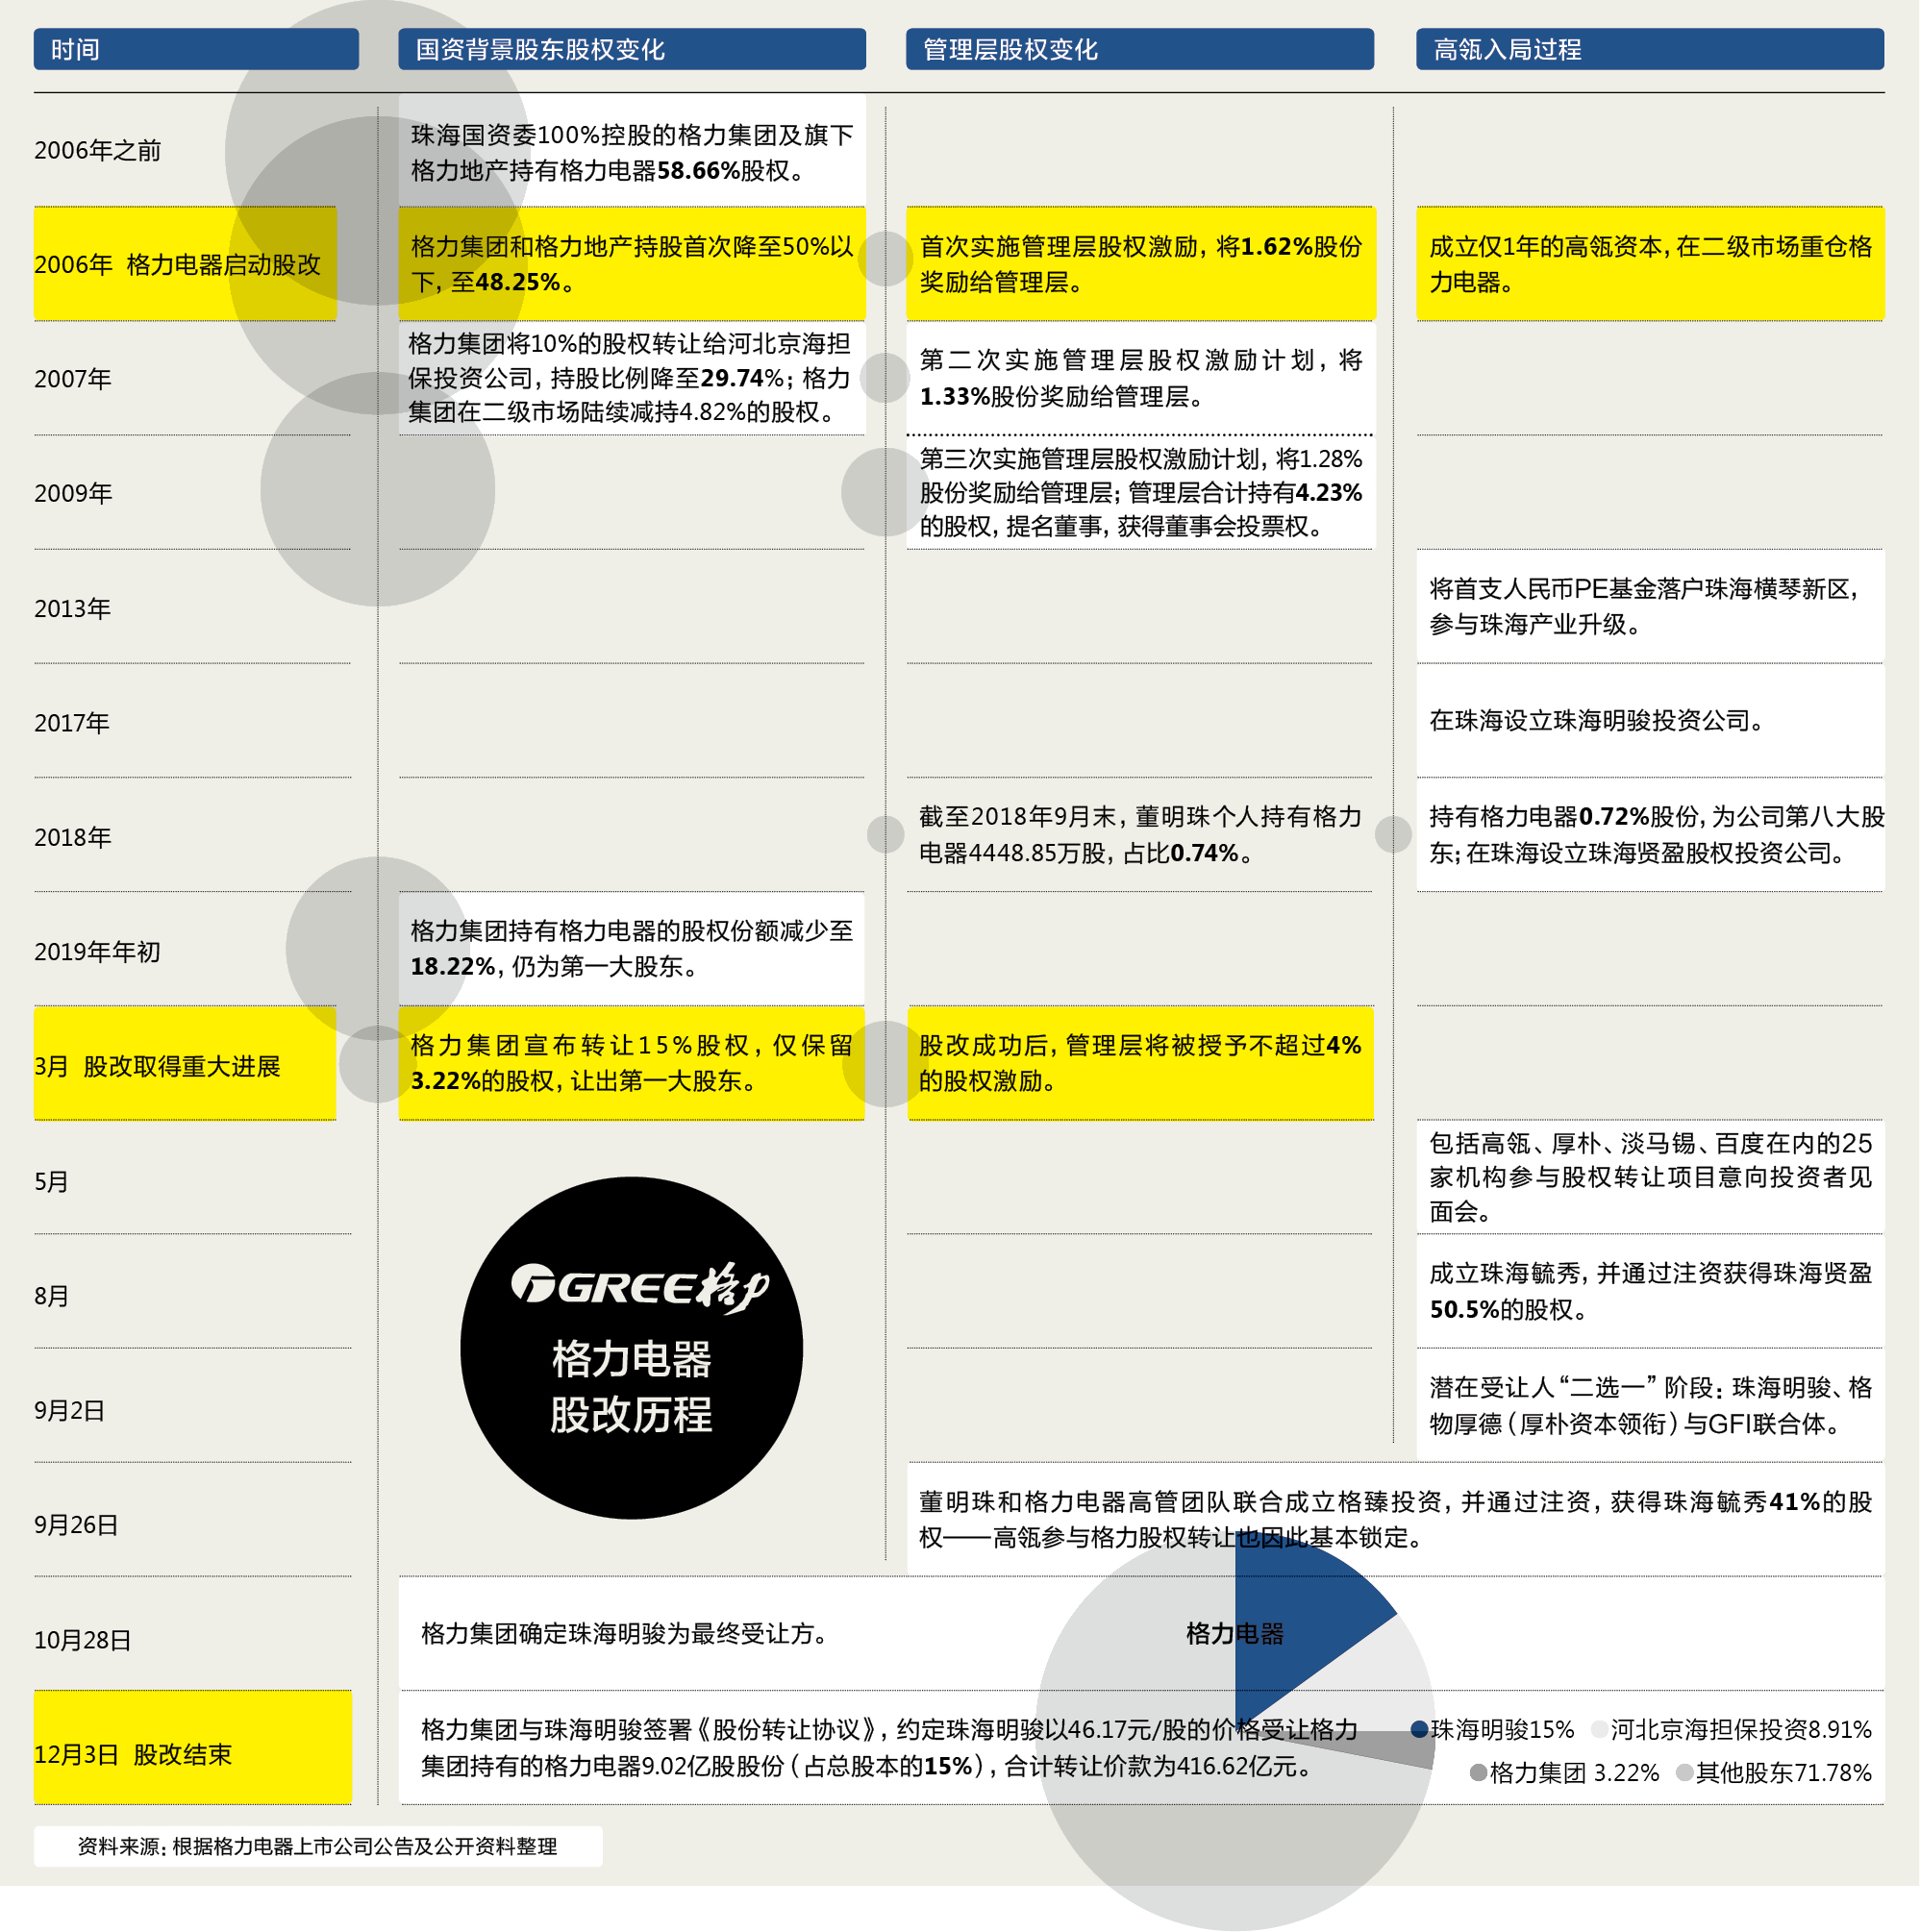 时间
国资背景股东股权变化
管理层股权变化
高瓴入局过程
2006年之前
珠海国资委100%控股的格力集团及旗下
格力地产持有格力电器58.66%股权。
2006年 格力电器启动股改
格力集团和格力地产持股首次降至50%以
下，至48.25%。
首次实施管理层股权激励，将1.62%股份
奖励给管理层。
成立仅1年的高瓴资本，在二级市场重仓格
力电器。
2007年
格力集团将10%的股权转让给河北京海担
保投资公司，持股比例降至29.74%；格力
集团在二级市场陆续减持4.82%的股权。
第二次实施管理层股权激励计划，将
1.33%股份奖励给管理层。
2009年
第三次实施管理层股权激励计划，将1.28%
股份奖励给管理层；管理层合计持有4.23%
的股权，提名董事，获得董事会投票权。
2013年
将首支人民币PE基金落户珠海横琴新区，
参与珠海产业升级。
2017年
在珠海设立珠海明骏投资公司。
2018年
截至2018年9月末，董明珠个人持有格力
电器4448.85万股，占比0.74%。
持有格力电器0.72%股份，为公司第八大股
东；在珠海设立珠海贤盈股权投资公司。
2019年年初
格力集团持有格力电器的股权份额减少至
18.22%，仍为第一大股东。
3月 股改取得重大进展
格力集团宣布转让15%股权，仅保留
3.22%的股权，让出第一大股东。
股改成功后，管理层将被授予不超过4%
的股权激励。
5月
包括高瓴、厚朴、淡马锡、百度在内的25
家机构参与股权转让项目意向投资者见
面会。
8月
成立珠海毓秀，并通过注资获得珠海贤盈
50.5%的股权。
GREE格力
格力电器
股改历程
9月2日
潜在受让人“二选一”阶段：珠海明骏、格
物厚德（厚朴资本领衔）与GFI联合体。
9月26日
董明珠和格力电器高管团队联合成立格臻投资，并通过注资，获得珠海毓秀41%的股
权——高瓴参与格力股权转让也因此基本锁定。
10月28日
格力集团确定珠海明骏为最终受让方。
格力电器
12月3日 股改结束
格力集团与珠海明骏签署《股份转让协议》，约定珠海明骏以46.17元/股的价格受让格力
集团持有的格力电器9.02亿股股份（占总股本的15%），合计转让价款为416.62亿元。
珠海明骏15% 河北京海担保投资8.91%
格力集团 3.22% 其他股东71.78%
资料来源：根据格力电器上市公司公告及公开资料整理